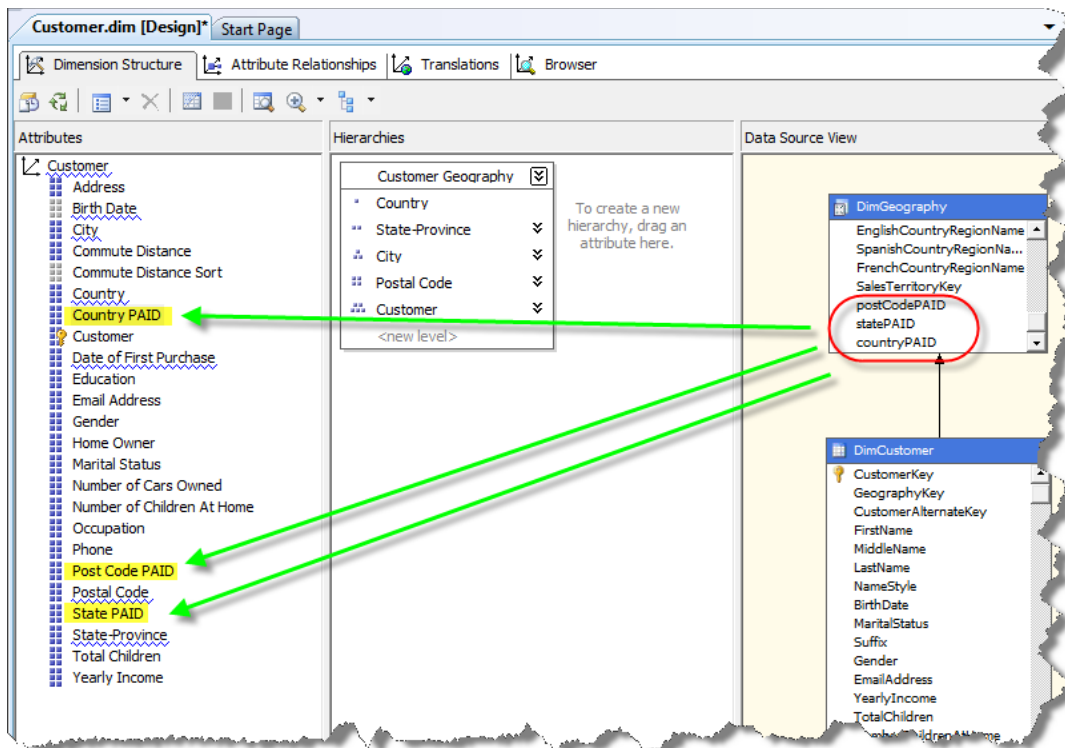 Customer.dim [Design]* Start Page
Dimension Structure Attribute Relationships Translations Browser
Attributes
Customer
Address
Birth Date
City
Commute Distance
Commute Distance Sort
Country
Country PAID
Customer
Date of First Purchase
Education
Email Address
Gender
Home Owner
Marital Status
Number of Cars Owned
Number of Children At Home
Occupation
Phone
Post Code PAID
Postal Code
State PAID
State-Province
Total Children
Yearly Income
Hierarchies
Customer Geography
Country
State-Province
City
Postal Code
Customer
<new level>
To create a new
hierarchy, drag an
attribute here.
Data Source View
DimGeography
EnglishCountryRegionName
SpanishCountryRegionNa...
FrenchCountryRegionName
SalesTerritoryKey
postCodePAID
statePAID
countryPAID
DimCustomer
CustomerKey
GeographyKey
CustomerAlternateKey
FirstName
MiddleName
LastName
NameStyle
BirthDate
MaritalStatus
Suffix
Gender
EmailAddress
YearlyIncome
TotalChildren